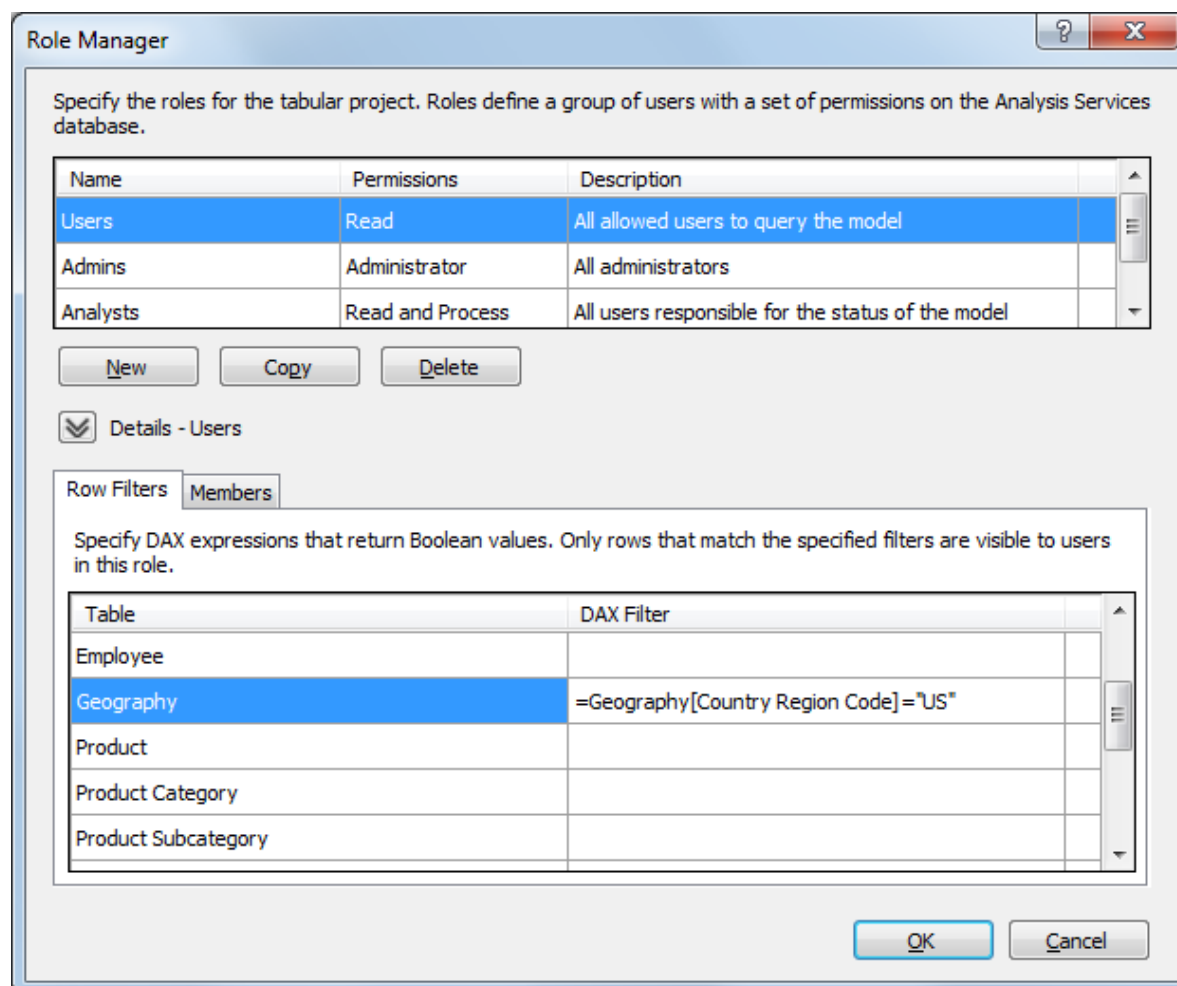 Role Manager
Specify the roles for the tabular project. Roles define a group of users with a set of permissions on the Analysis Services
database.
Name Permissions Description
Users Read All allowed users to query the model
Admins Administrator All administrators
Analysts Read and Process All users responsible for the status of the model
New Copy Delete
Details - Users
Row Filters Members
Specify DAX expressions that return Boolean values. Only rows that match the specified filters are visible to users
in this role.
Table DAX Filter
Employee
Geography =Geography[Country Region Code]="US"
Product
Product Category
Product Subcategory
OK Cancel